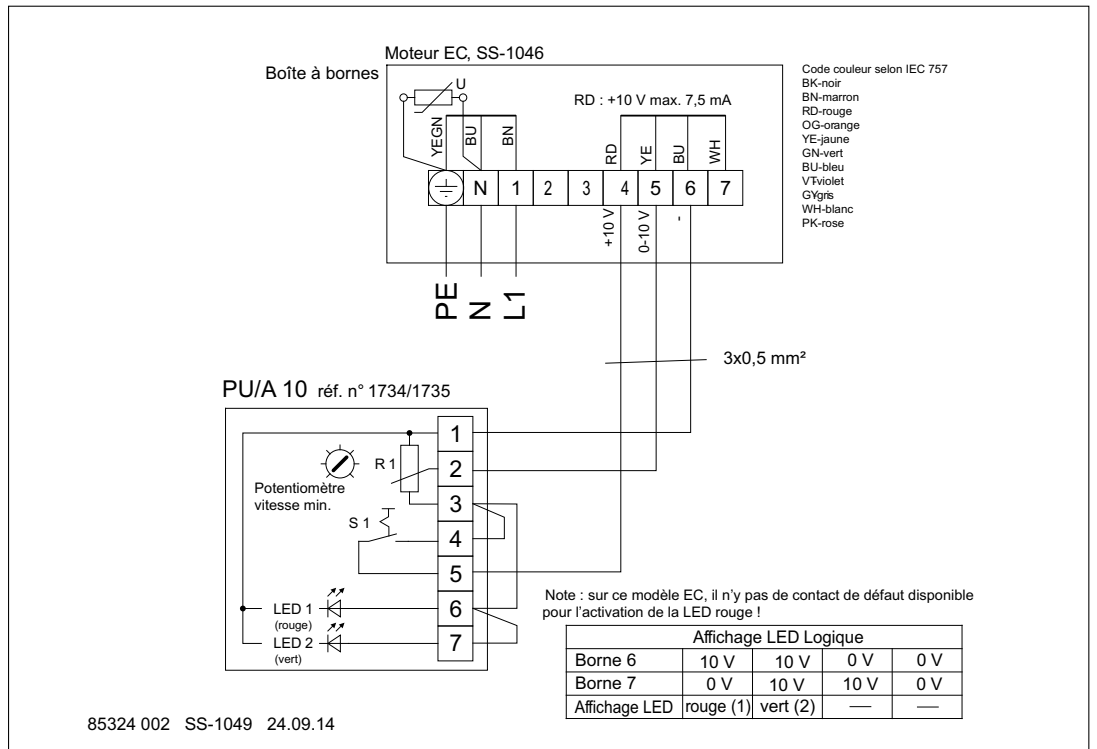 Moteur EC, SS-1046
Boîte à bornes
U
RD : +10 V max. 7,5 mA
YEGN
BU
BN
RD
YE
BU
WH
N 1 2 3 4 5 6 7
+10 V
0-10 V
-
PE
N
L1
Code couleur selon IEC 757
BK-noir
BN-marron
RD-rouge
OG-orange
YE-jaune
GN-vert
BU-bleu
VT-violet
GY-gris
WH-blanc
PK-rose
3x0,5 mm²
PU/A 10 réf. n° 1734/1735
1
2
3
4
5
6
7
R 1
Potentiomètre
vitesse min.
S 1
LED 1
(rouge)
LED 2
(vert)
Note : sur ce modèle EC, il n'y pas de contact de défaut disponible
pour l'activation de la LED rouge !
Affichage LED Logique
Borne 6 10 V 10 V 0 V 0 V
Borne 7 0 V 10 V 10 V 0 V
Affichage LED rouge (1) vert (2) — —
85324 002 SS-1049 24.09.14